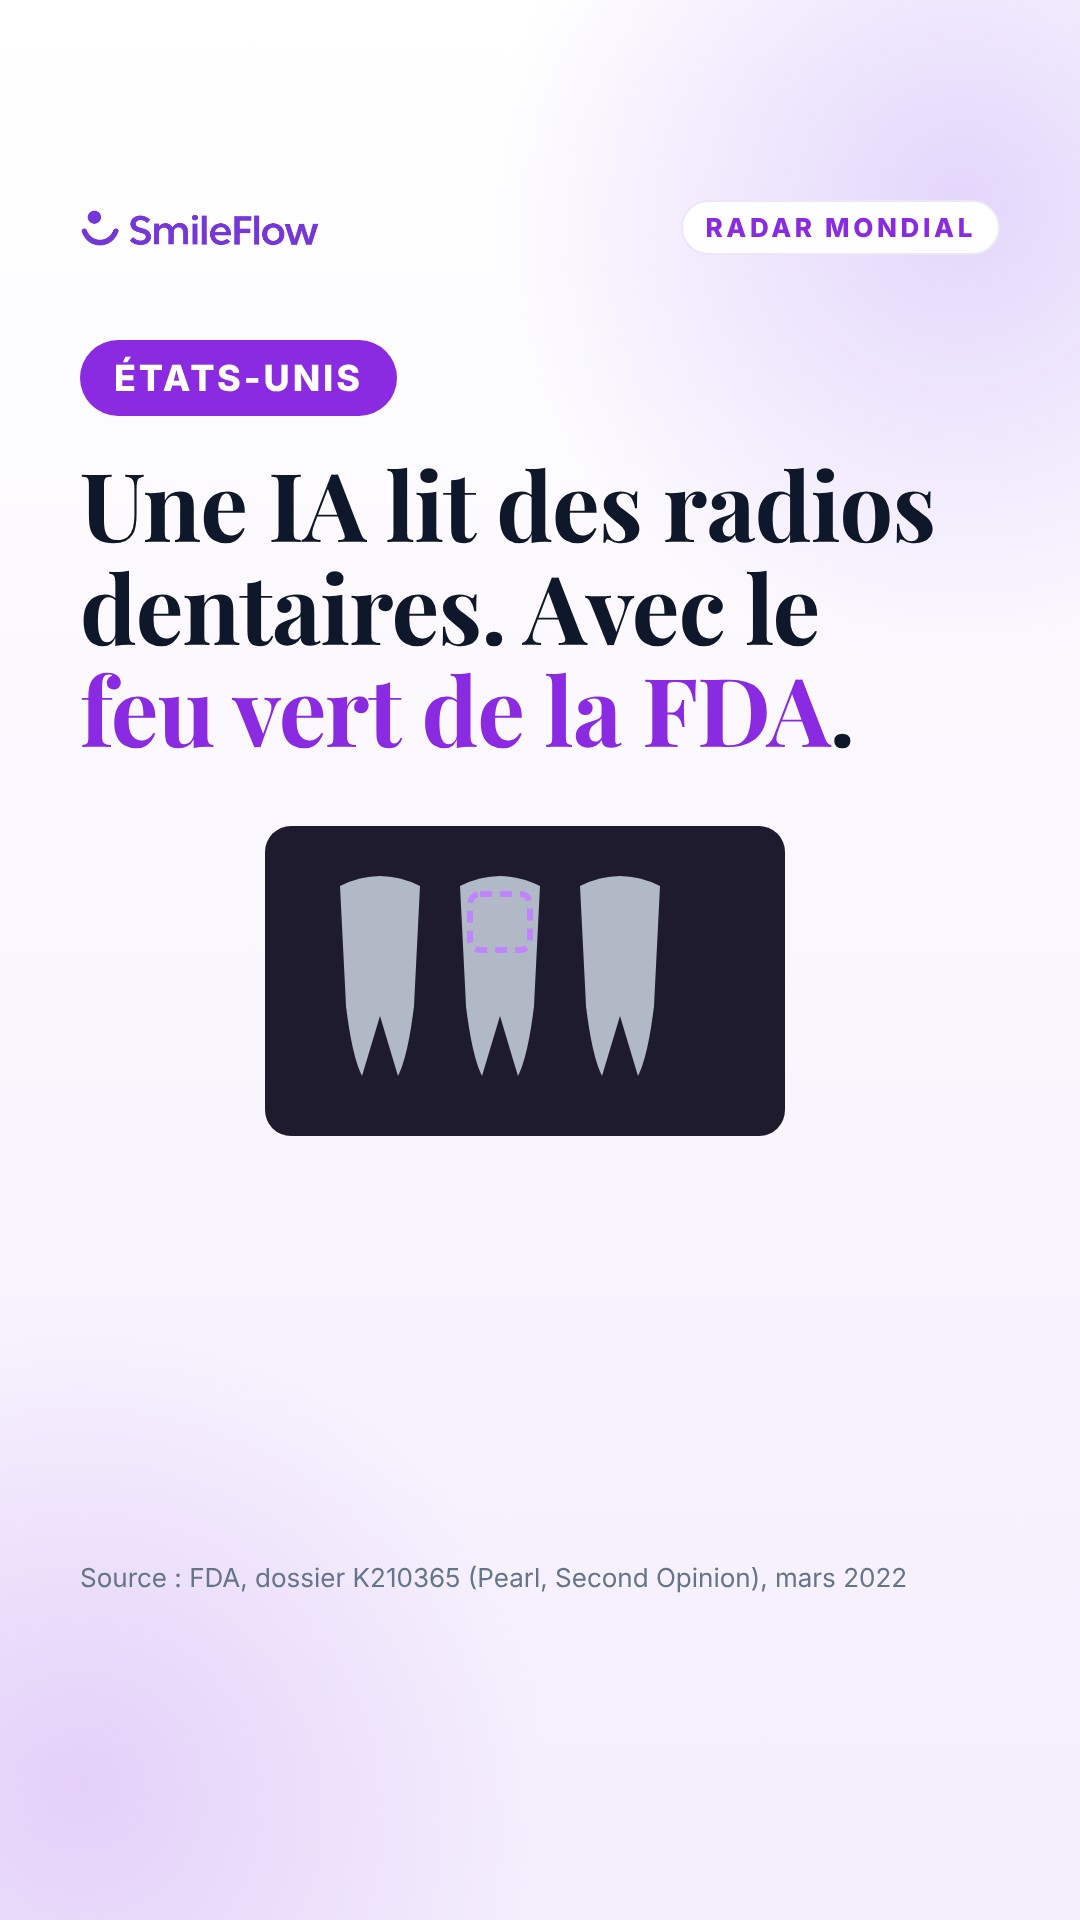 SmileFlow
RADAR MONDIAL
ÉTATS-UNIS
Une IA lit des radios
dentaires. Avec le
feu vert de la FDA.
Source : FDA, dossier K210365 (Pearl, Second Opinion), mars 2022